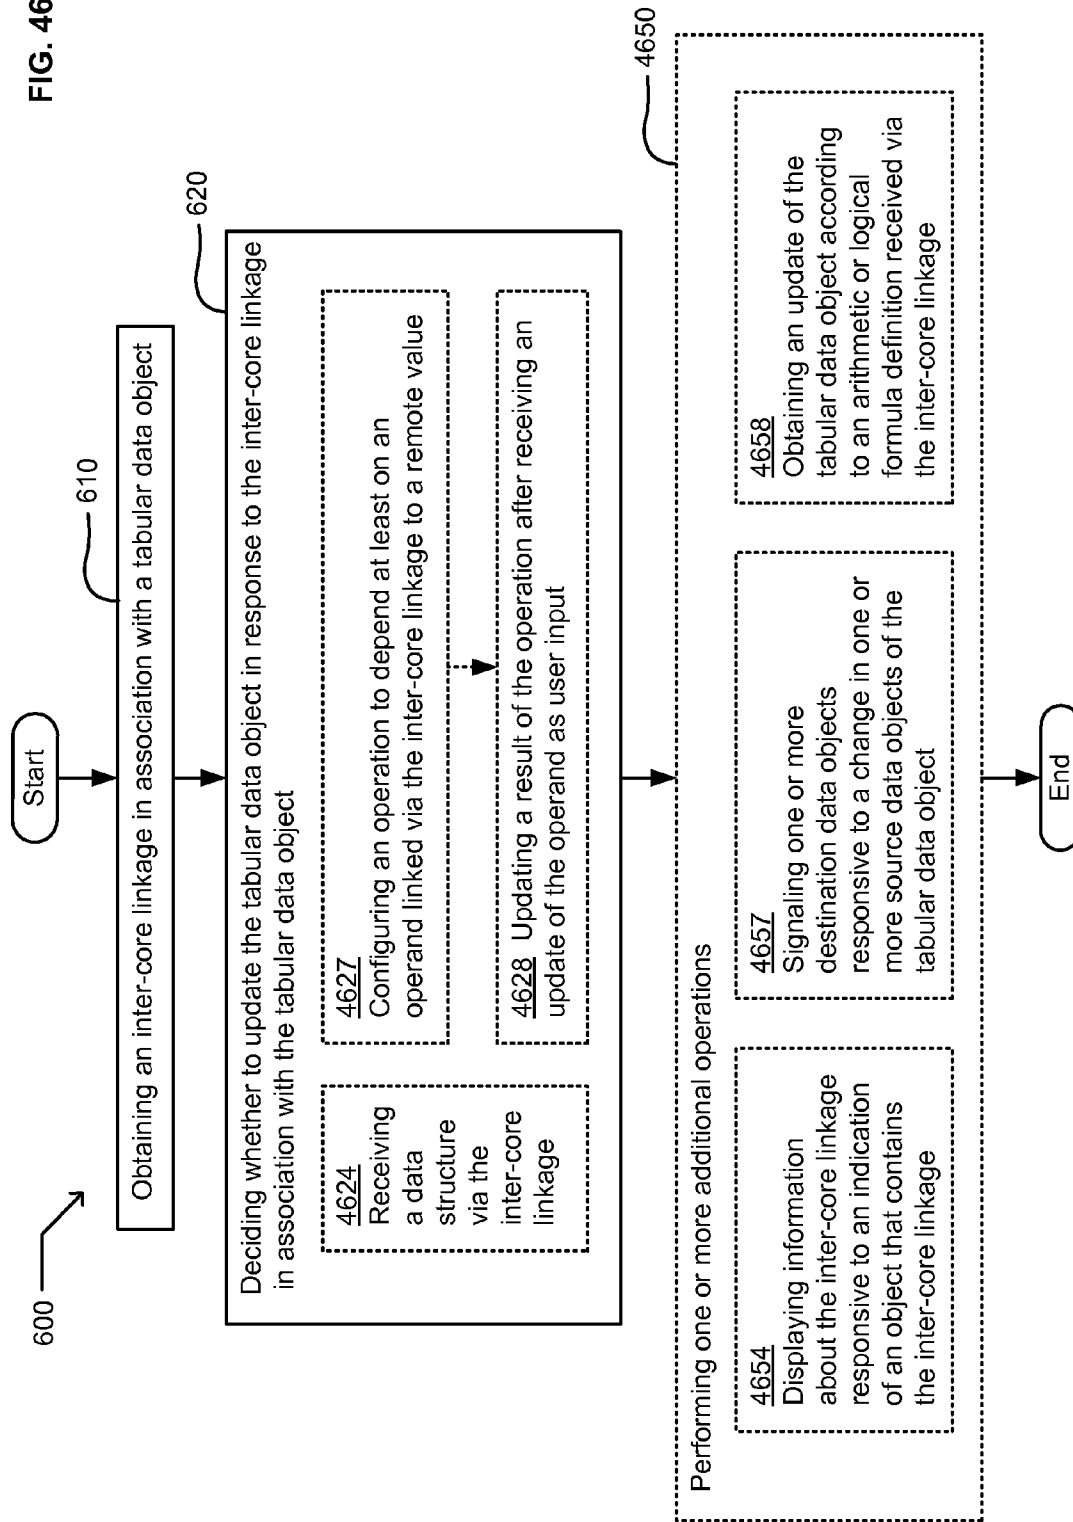 FIG. 46
600
Start
610
Obtaining an inter-core linkage in association with a tabular data object
620
Deciding whether to update the tabular data object in response to the inter-core linkage
in association with the tabular data object
4624
Receiving
a data
structure
via the
inter-core
linkage
4627
Configuring an operation to depend at least on an
operand linked via the inter-core linkage to a remote value
4628 Updating a result of the operation after receiving an
update of the operand as user input
4650
Performing one or more additional operations
4654
Displaying information
about the inter-core linkage
responsive to an indication
of an object that contains
the inter-core linkage
4657
Signaling one or more
destination data objects
responsive to a change in one or
more source data objects of the
tabular data object
4658
Obtaining an update of the
tabular data object according
to an arithmetic or logical
formula definition received via
the inter-core linkage
End